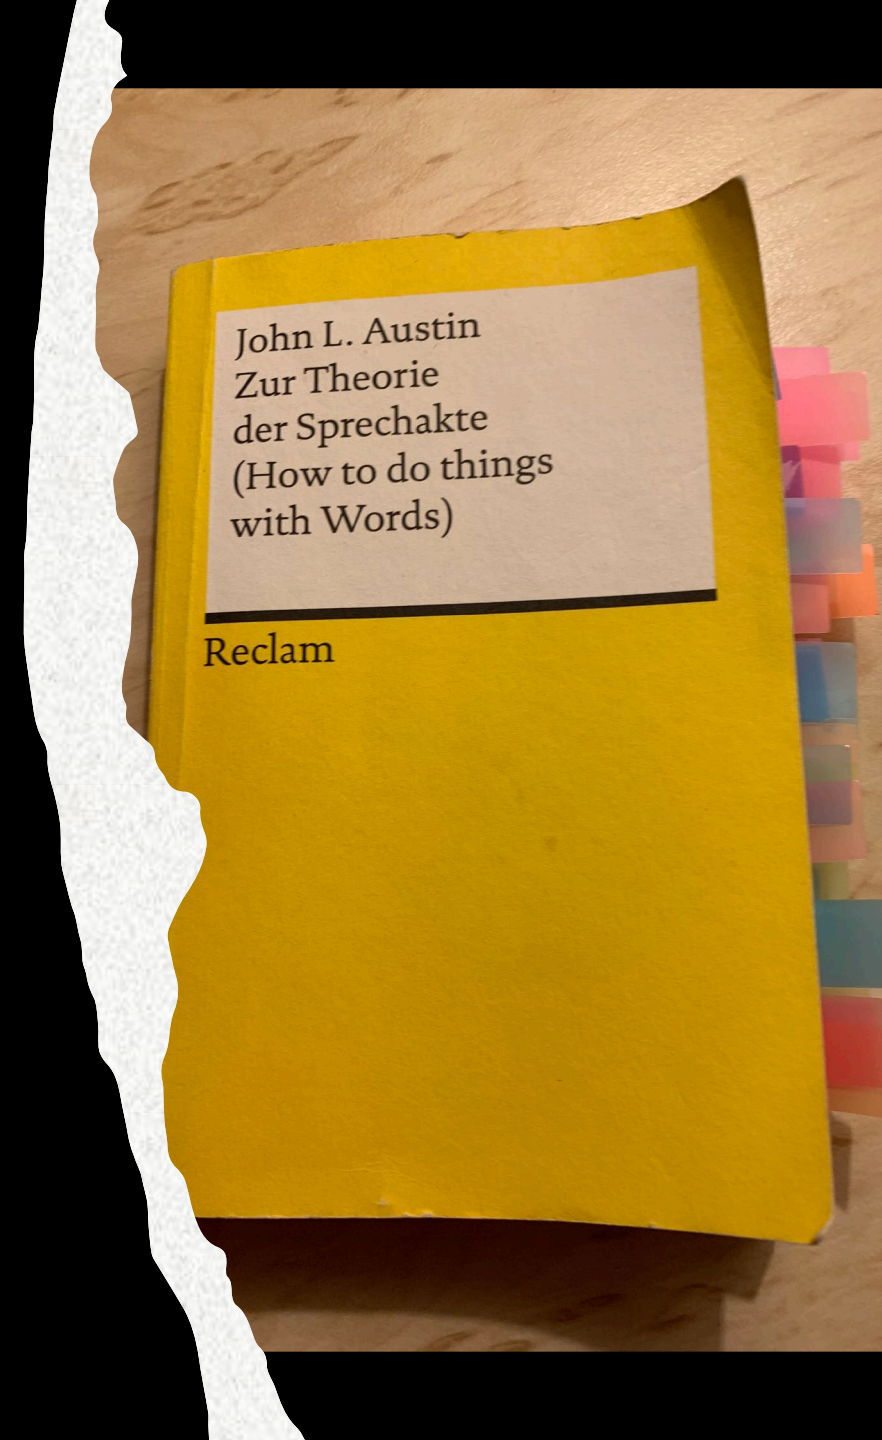 John L. Austin
Zur Theorie
der Sprechakte
(How to do things
with Words)
Reclam